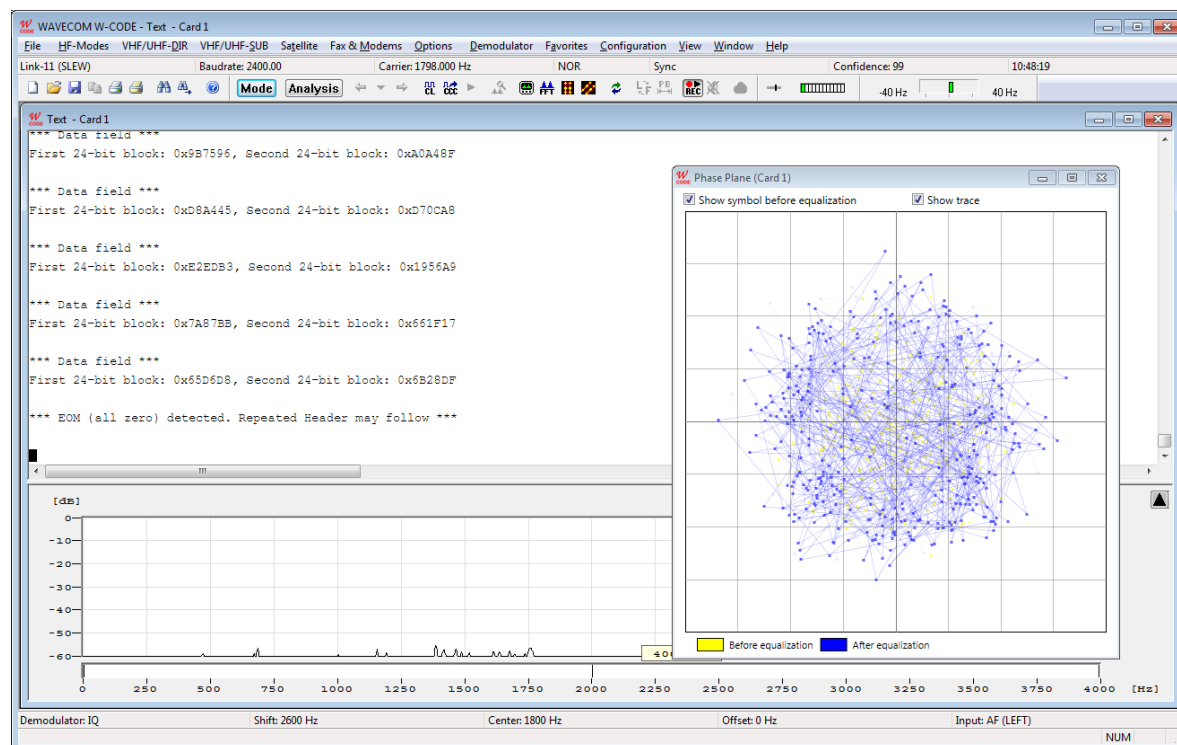 WAVECOM W-CODE - Text - Card 1
File HF-Modes VHF/UHF-DIR VHF/UHF-SUB Satellite Fax & Modems Options Demodulator Favorites Configuration View Window Help
Link-11 (SLEW) Baudrate: 2400.00 Carrier: 1798.000 Hz NOR Sync Confidence: 99 10:48:19
Mode Analysis CL CCC FFT REC -40 Hz 40 Hz
Text - Card 1
*** Data field ***
First 24-bit block: 0x9B7596, Second 24-bit block: 0xA0A48F
*** Data field ***
First 24-bit block: 0xD8A445, Second 24-bit block: 0xD70CA8
*** Data field ***
First 24-bit block: 0xE2EDB3, Second 24-bit block: 0x1956A9
*** Data field ***
First 24-bit block: 0x7A87BB, Second 24-bit block: 0x661F17
*** Data field ***
First 24-bit block: 0x65D6D8, Second 24-bit block: 0x6B28DF
*** EOM (all zero) detected. Repeated Header may follow ***
Phase Plane (Card 1)
Show symbol before equalization Show trace
Before equalization After equalization
[dB]
0
-10
-20
-30
-40
-50
-60
0 250 500 750 1000 1250 1500 1750 2000 2250 2500 2750 3000 3250 3500 3750 4000 [Hz]
Demodulator: IQ Shift: 2600 Hz Center: 1800 Hz Offset: 0 Hz Input: AF (LEFT)
NUM